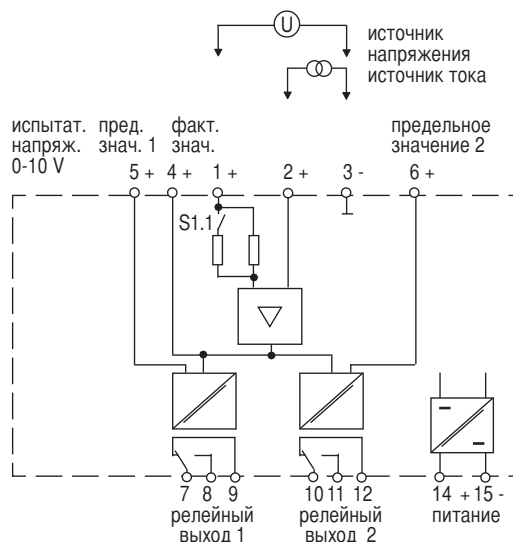 U
источник
напряжения
источник тока
испытат. пред. факт. предельное
напряж. знач. 1 знач. значение 2
0-10 V
5 + 4 + 1 + 2 + 3 - 6 +
S1.1
7 8 9 10 11 12 14 + 15 -
релейный релейный питание
выход 1 выход 2